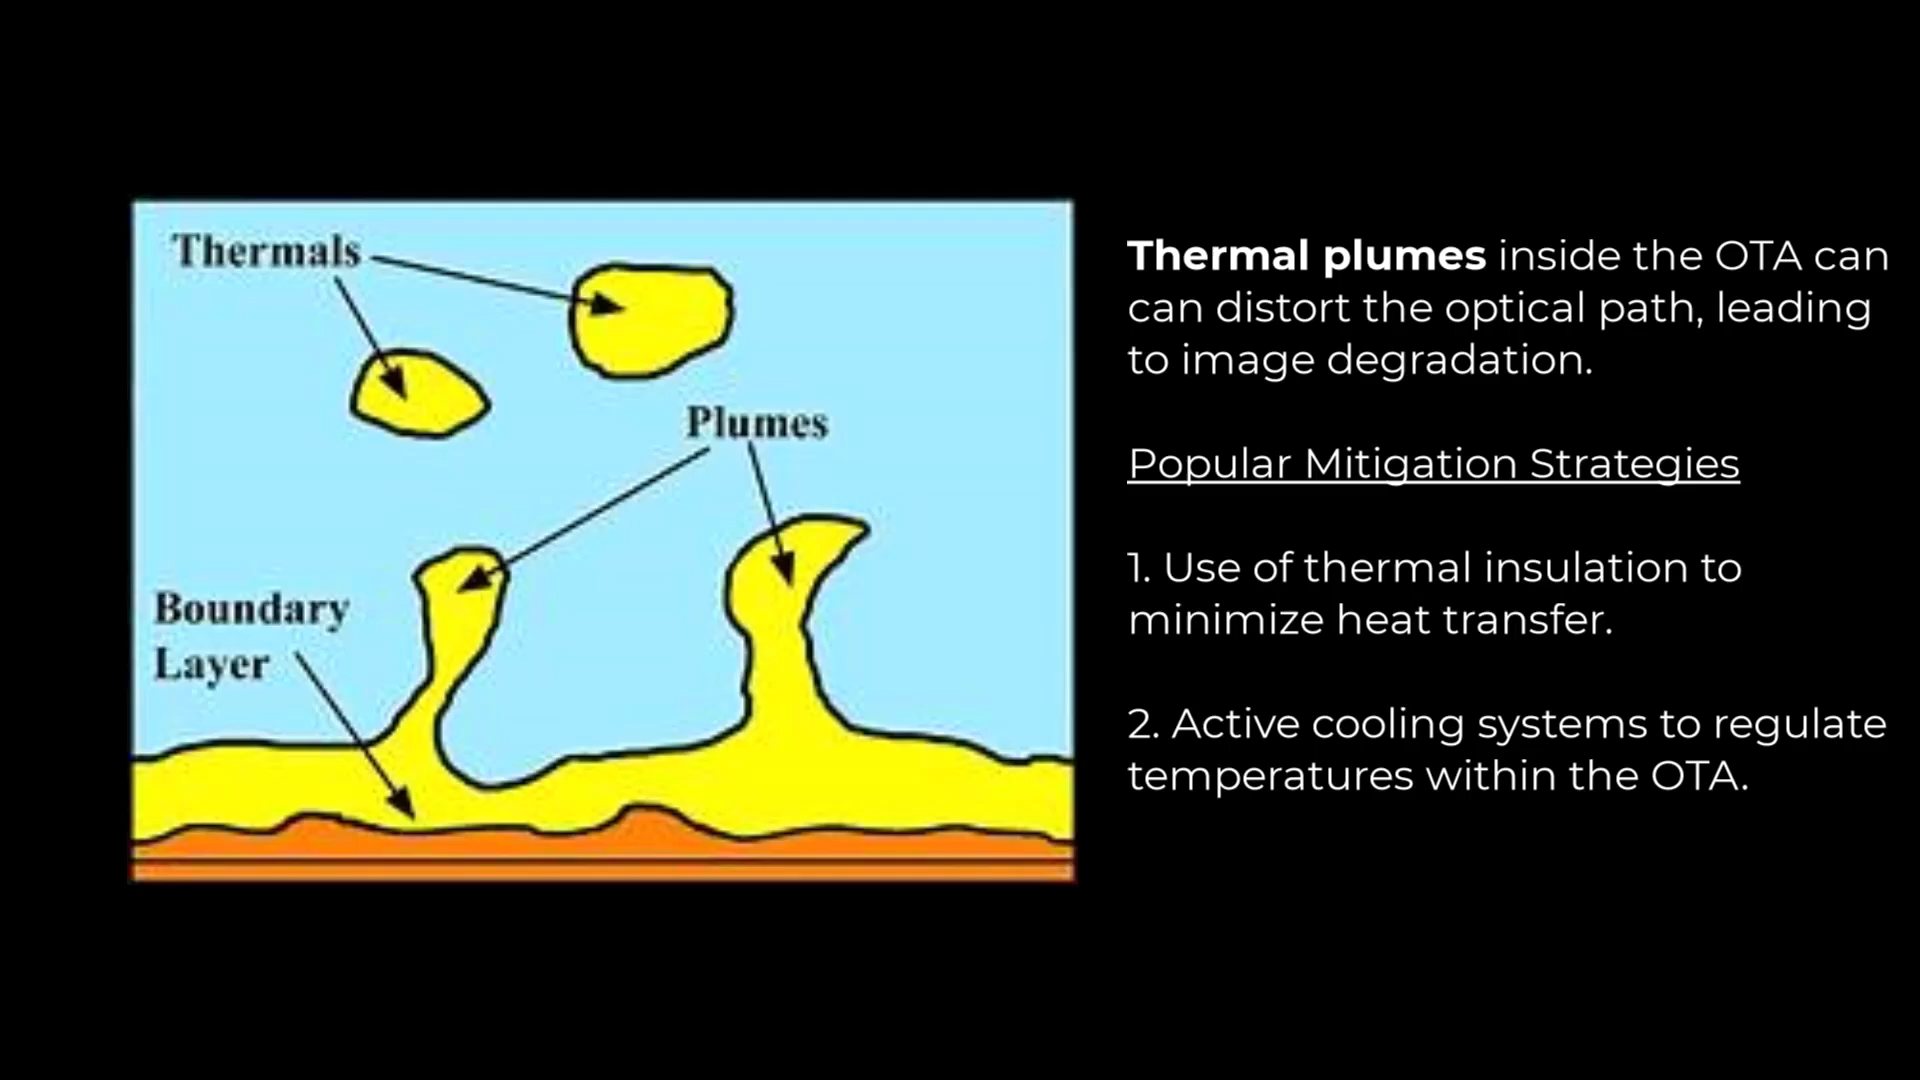 Thermals
Plumes
Boundary
Layer
Thermal plumes inside the OTA can
can distort the optical path, leading
to image degradation.
Popular Mitigation Strategies
1. Use of thermal insulation to
minimize heat transfer.
2. Active cooling systems to regulate
temperatures within the OTA.